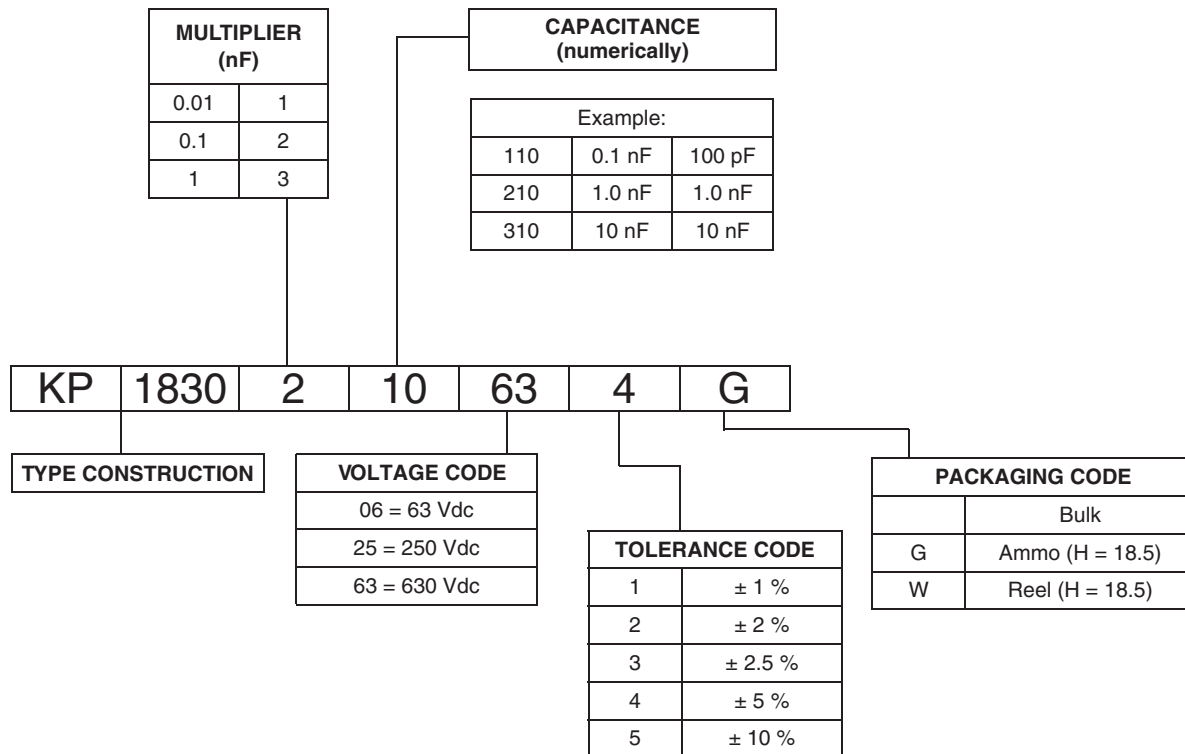 MULTIPLIER
(nF)
0.01 1
0.1 2
1 3
CAPACITANCE
(numerically)
Example:
110 0.1 nF 100 pF
210 1.0 nF 1.0 nF
310 10 nF 10 nF
KP 1830 2 10 63 4 G
TYPE CONSTRUCTION
VOLTAGE CODE
06 = 63 Vdc
25 = 250 Vdc
63 = 630 Vdc
TOLERANCE CODE
1 ± 1 %
2 ± 2 %
3 ± 2.5 %
4 ± 5 %
5 ± 10 %
PACKAGING CODE
Bulk
G Ammo (H = 18.5)
W Reel (H = 18.5)